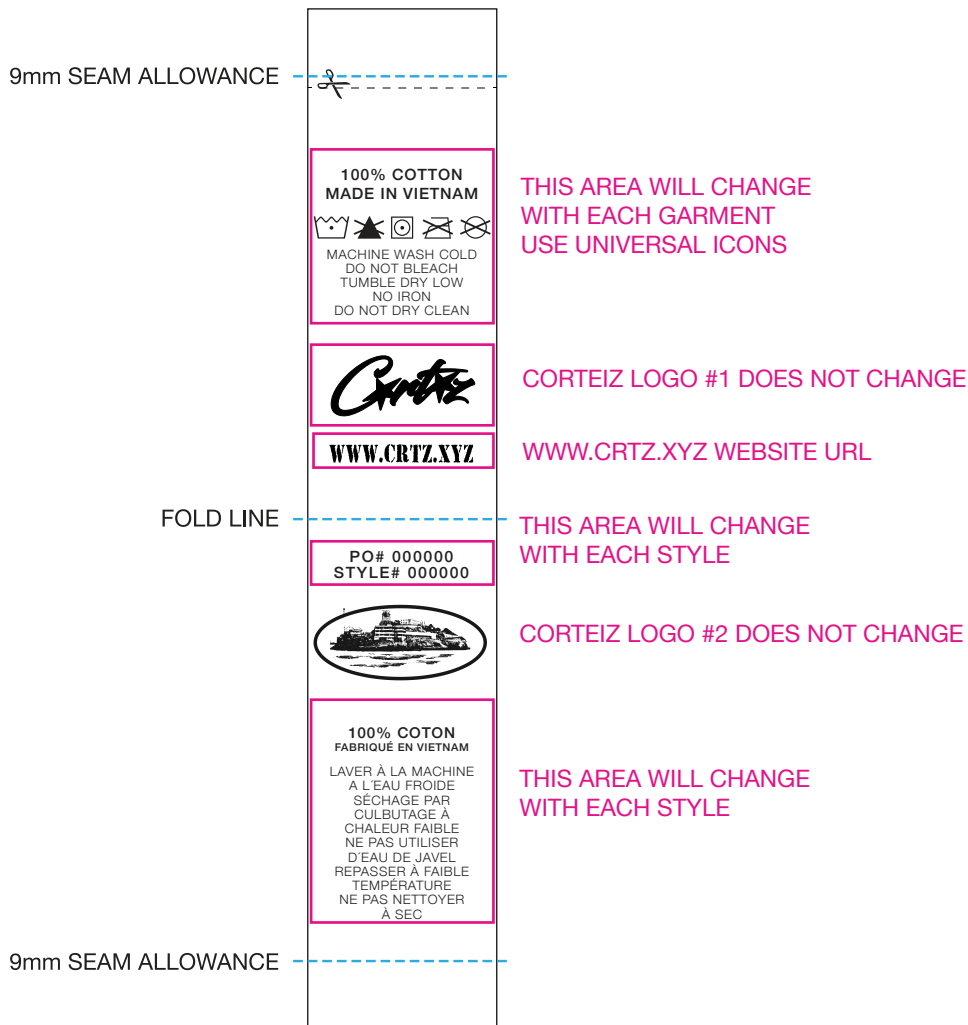 9mm SEAM ALLOWANCE
100% COTTON
MADE IN VIETNAM
MACHINE WASH COLD
DO NOT BLEACH
TUMBLE DRY LOW
NO IRON
DO NOT DRY CLEAN
THIS AREA WILL CHANGE
WITH EACH GARMENT
USE UNIVERSAL ICONS
Crtz
CORTEIZ LOGO #1 DOES NOT CHANGE
WWW.CRTZ.XYZ
WWW.CRTZ.XYZ WEBSITE URL
FOLD LINE
THIS AREA WILL CHANGE
WITH EACH STYLE
PO# 000000
STYLE# 000000
CORTEIZ LOGO #2 DOES NOT CHANGE
100% COTON
FABRIQUÉ EN VIETNAM
LAVER À LA MACHINE
A L´EAU FROIDE
SÉCHAGE PAR
CULBUTAGE À
CHALEUR FAIBLE
NE PAS UTILISER
D´EAU DE JAVEL
REPASSER À FAIBLE
TEMPÉRATURE
NE PAS NETTOYER
À SEC
THIS AREA WILL CHANGE
WITH EACH STYLE
9mm SEAM ALLOWANCE